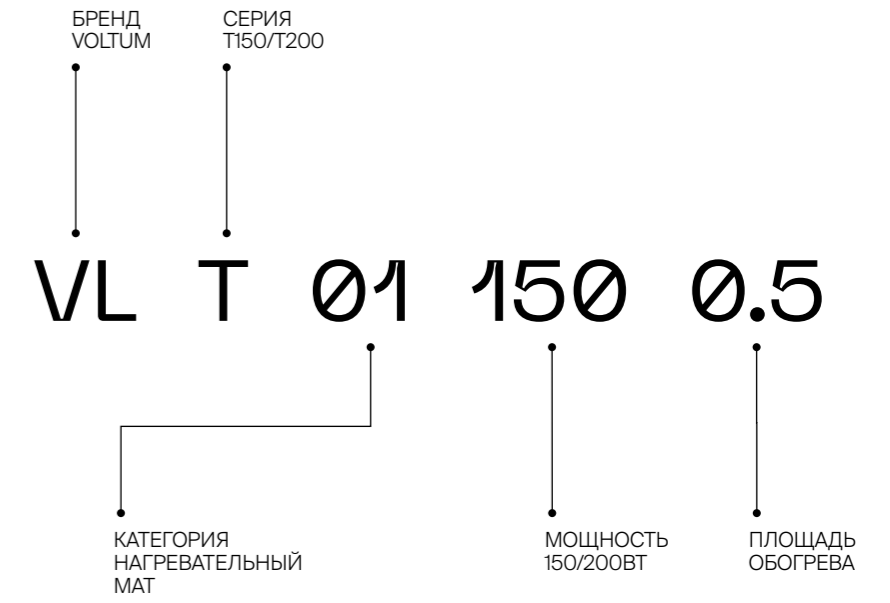 БРЕНД
VOLTUM
СЕРИЯ
T150/T200
VL T 01 150 0.5
КАТЕГОРИЯ
НАГРЕВАТЕЛЬНЫЙ
МАТ
МОЩНОСТЬ
150/200ВТ
ПЛОЩАДЬ
ОБОГРЕВА